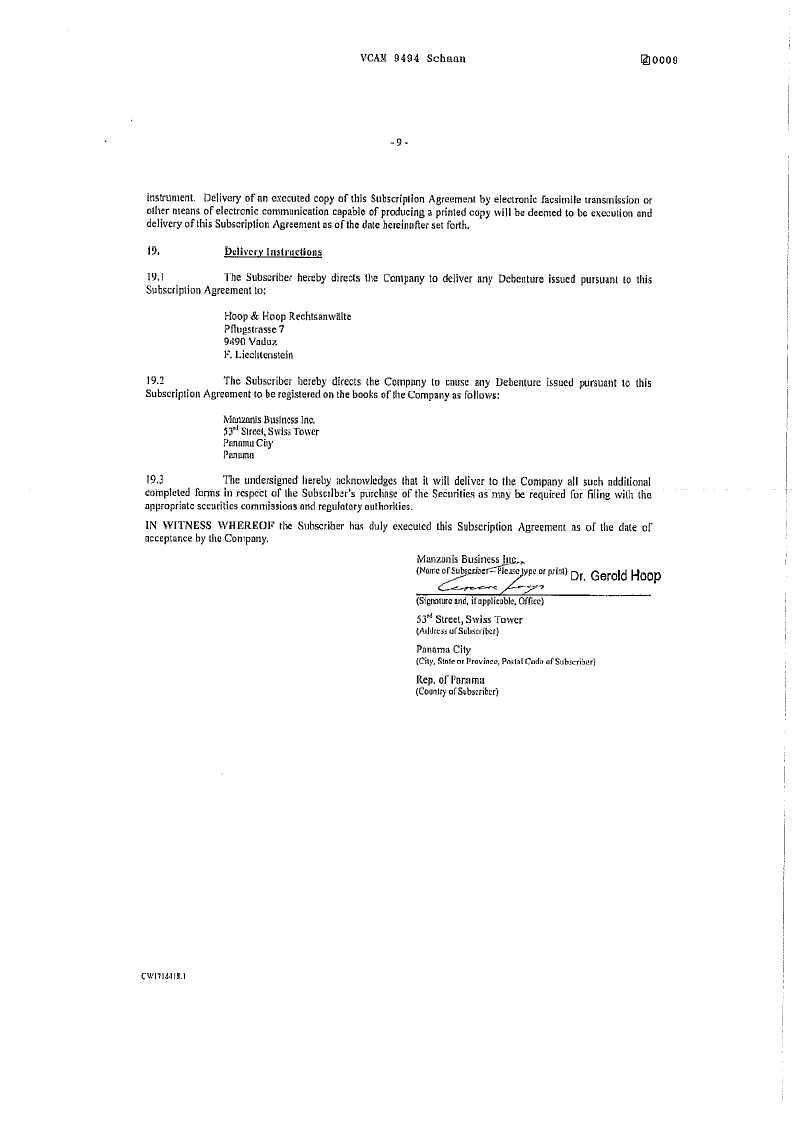 VCAM 9494 Schaan 0009
- 9 -
instrument. Delivery of an executed copy of this Subscription Agreement by electronic facsimile transmission or
other means of electronic communication capable of producing a printed copy will be deemed to be execution and
delivery of this Subscription Agreement as of the date hereinafter set forth.
19. Delivery Instructions
19.1 The Subscriber hereby directs the Company to deliver any Debenture issued pursuant to this
Subscription Agreement to:
Hoop & Hoop Rechtsanwälte
Pflugstrasse 7
9490 Vaduz
F. Liechtenstein
19.2 The Subscriber hereby directs the Company to cause any Debenture issued pursuant to this
Subscription Agreement to be registered on the books of the Company as follows:
Manzanis Business Inc.
53rd Street, Swiss Tower
Panama City
Panama
19.3 The undersigned hereby acknowledges that it will deliver to the Company all such additional
completed forms in respect of the Subscriber's purchase of the Securities as may be required for filing with the
appropriate securities commissions and regulatory authorities.
IN WITNESS WHEREOF the Subscriber has duly executed this Subscription Agreement as of the date of
acceptance by the Company.
Manzanis Business Inc.
(Name of Subscriber – Please type or print) Dr. Gerold Hoop
(Signature and, if applicable, Office)
53rd Street, Swiss Tower
(Address of Subscriber)
Panama City
(City, State or Province, Postal Code of Subscriber)
Rep. of Panama
(Country of Subscriber)